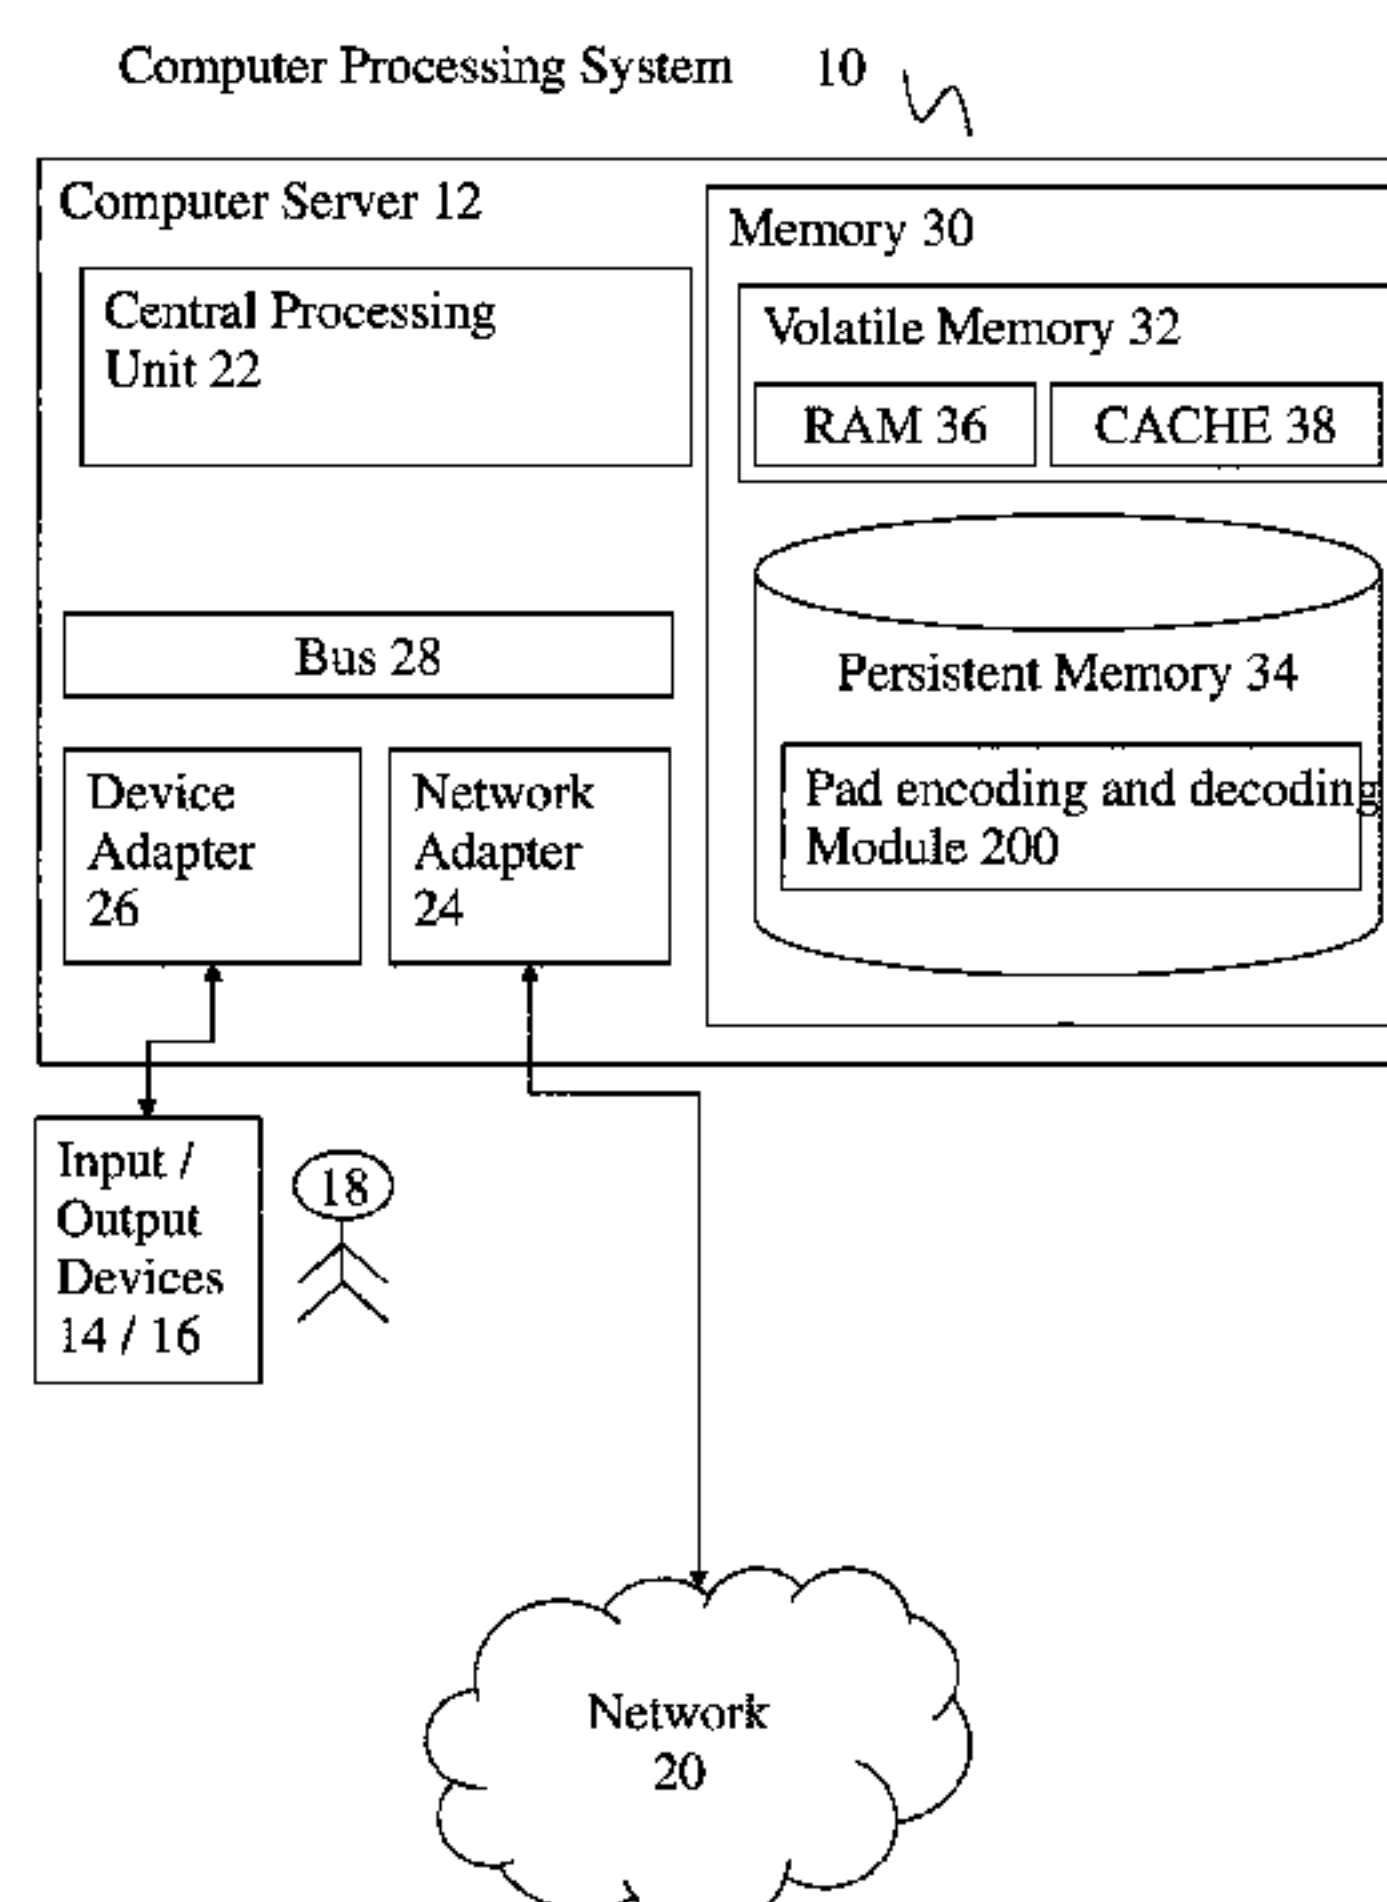 Computer Processing System 10
Computer Server 12
Central Processing
Unit 22
Bus 28
Device
Adapter
26
Network
Adapter
24
Memory 30
Volatile Memory 32
RAM 36
CACHE 38
Persistent Memory 34
Pad encoding and decoding
Module 200
Input /
Output
Devices
14 / 16
18
Network
20